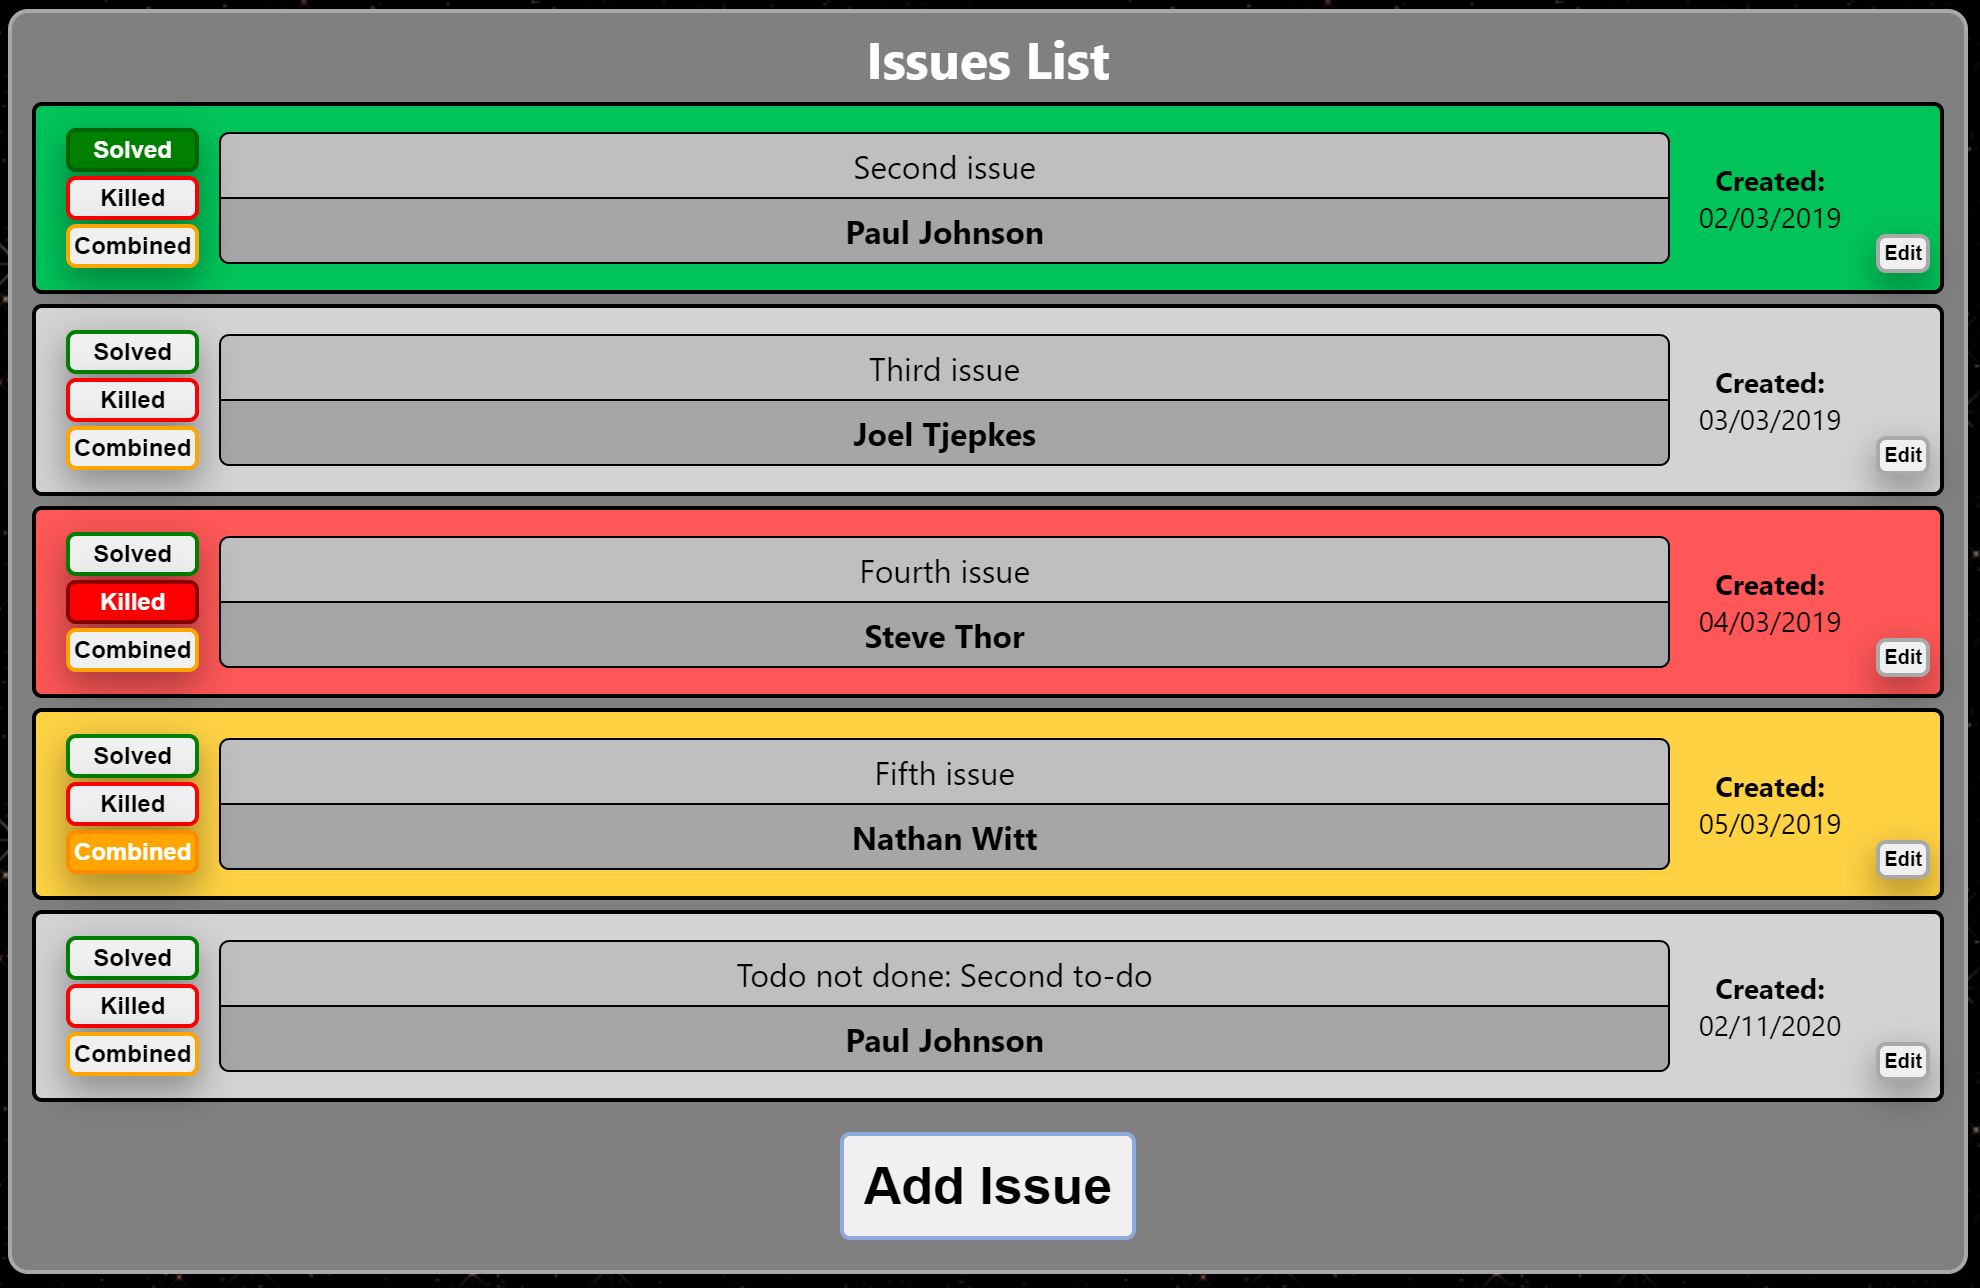 Issues List
Solved
Killed
Combined
Second issue
Paul Johnson
Created:
02/03/2019
Edit
Solved
Killed
Combined
Third issue
Joel Tjepkes
Created:
03/03/2019
Edit
Solved
Killed
Combined
Fourth issue
Steve Thor
Created:
04/03/2019
Edit
Solved
Killed
Combined
Fifth issue
Nathan Witt
Created:
05/03/2019
Edit
Solved
Killed
Combined
Todo not done: Second to-do
Paul Johnson
Created:
02/11/2020
Edit
Add Issue